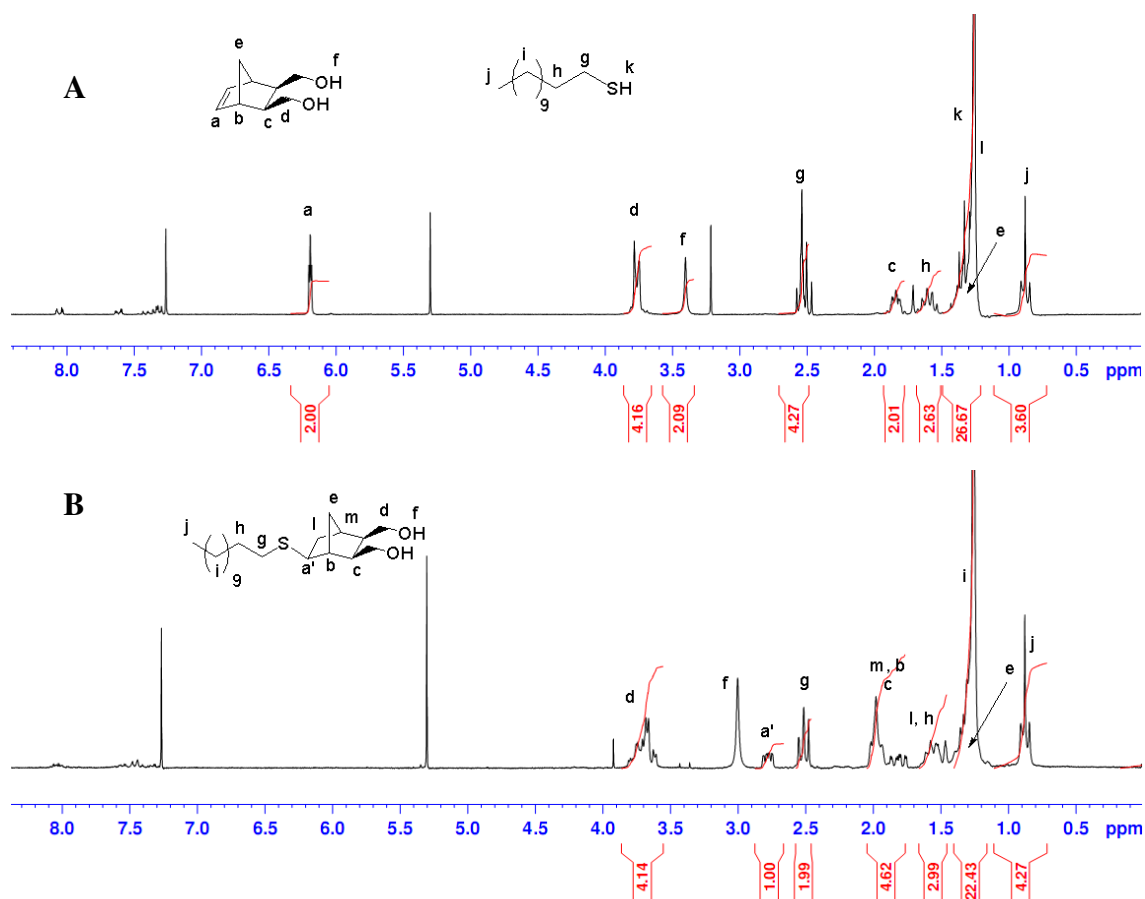 A
e
f
OH
OH
a
b
c
d
i
j
h
g
k
SH
9
a
d
f
g
c
h
k
l
e
j
8.0 7.5 7.0 6.5 6.0 5.5 5.0 4.5 4.0 3.5 3.0 2.5 2.0 1.5 1.0 0.5 ppm
2.00 4.16 2.09 4.27 2.01 2.63 26.67 3.60
B
e
j
h
g
S
l
m
d
f
OH
OH
i
9
a'
b
c
d
f
a'
g
m, b
c
l, h
i
e
j
8.0 7.5 7.0 6.5 6.0 5.5 5.0 4.5 4.0 3.5 3.0 2.5 2.0 1.5 1.0 0.5 ppm
4.14 1.00 1.99 4.62 2.99 22.43 4.27